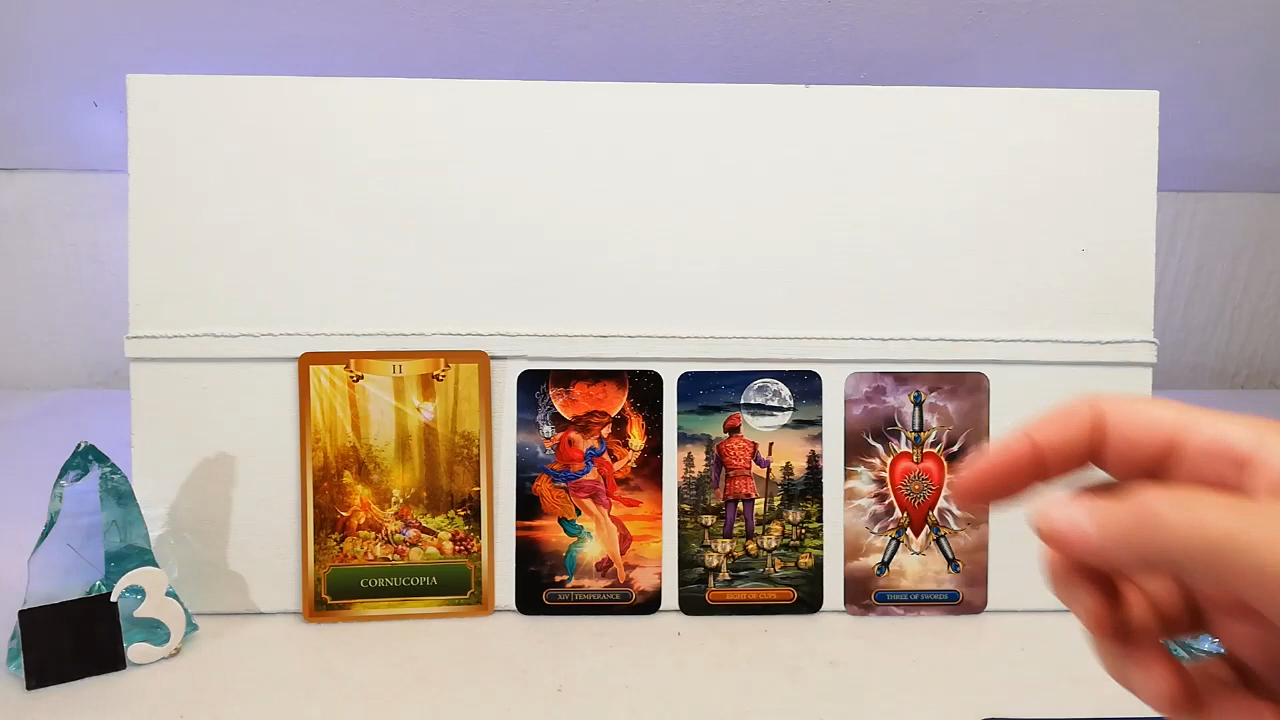 II
CORNUCOPIA
XIV | TEMPERANCE
EIGHT OF CUPS
THREE OF SWORDS
3